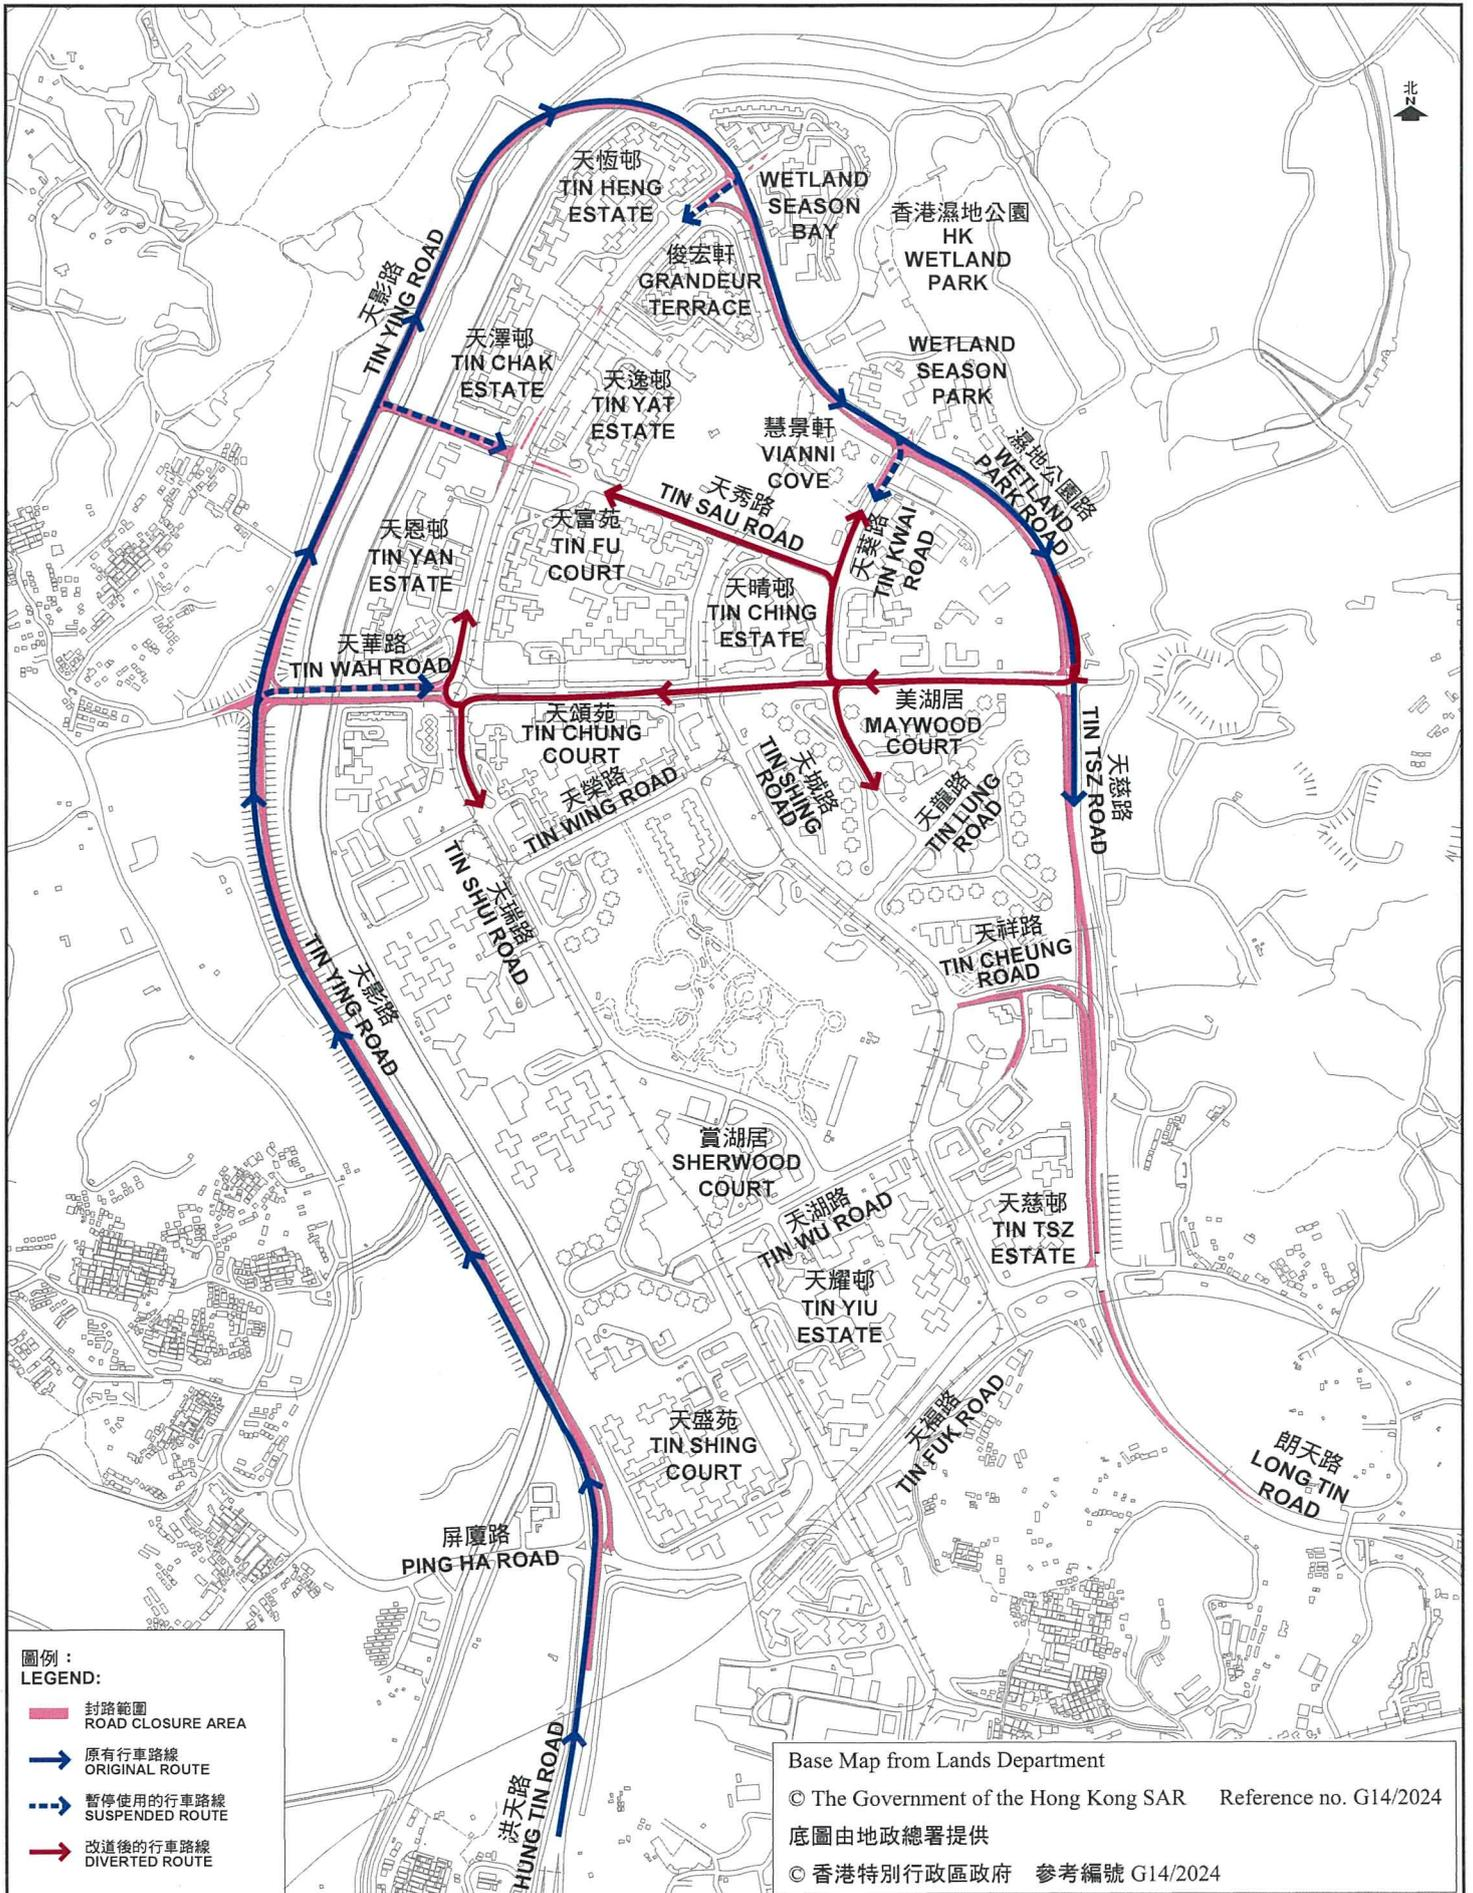 北
N
天恆邨
TIN HENG
ESTATE
WETLAND
SEASON
BAY
香港濕地公園
HK
WETLAND
PARK
俊宏軒
GRANDEUR
TERRACE
天影路
TIN YING ROAD
天澤邨
TIN CHAK
ESTATE
天逸邨
TIN YAT
ESTATE
WETLAND
SEASON
PARK
慧景軒
VIANNI
COVE
濕地公園路
WETLAND
PARK ROAD
天秀路
TIN SAU ROAD
天葵路
TIN KWAI
ROAD
天恩邨
TIN YAN
ESTATE
天富苑
TIN FU
COURT
天晴邨
TIN CHING
ESTATE
天華路
TIN WAH ROAD
天頌苑
TIN CHUNG
COURT
美湖居
MAYWOOD
COURT
天慈路
TIN TSZ ROAD
天榮路
TIN WING ROAD
天城路
TIN SHING
ROAD
天龍路
TIN LUNG
ROAD
天瑞路
TIN SHUI ROAD
天祥路
TIN CHEUNG
ROAD
天影路
TIN YING ROAD
賞湖居
SHERWOOD
COURT
天湖路
TIN WU ROAD
天慈邨
TIN TSZ
ESTATE
天耀邨
TIN YIU
ESTATE
天盛苑
TIN SHING
COURT
天福路
TIN FUK ROAD
朗天路
LONG TIN
ROAD
屏廈路
PING HA ROAD
洪天路
HUNG TIN ROAD
圖例：
LEGEND:
封路範圍
ROAD CLOSURE AREA
原有行車路線
ORIGINAL ROUTE
暫停使用的行車路線
SUSPENDED ROUTE
改道後的行車路線
DIVERTED ROUTE
Base Map from Lands Department
© The Government of the Hong Kong SAR Reference no. G14/2024
底圖由地政總署提供
© 香港特別行政區政府 參考編號 G14/2024